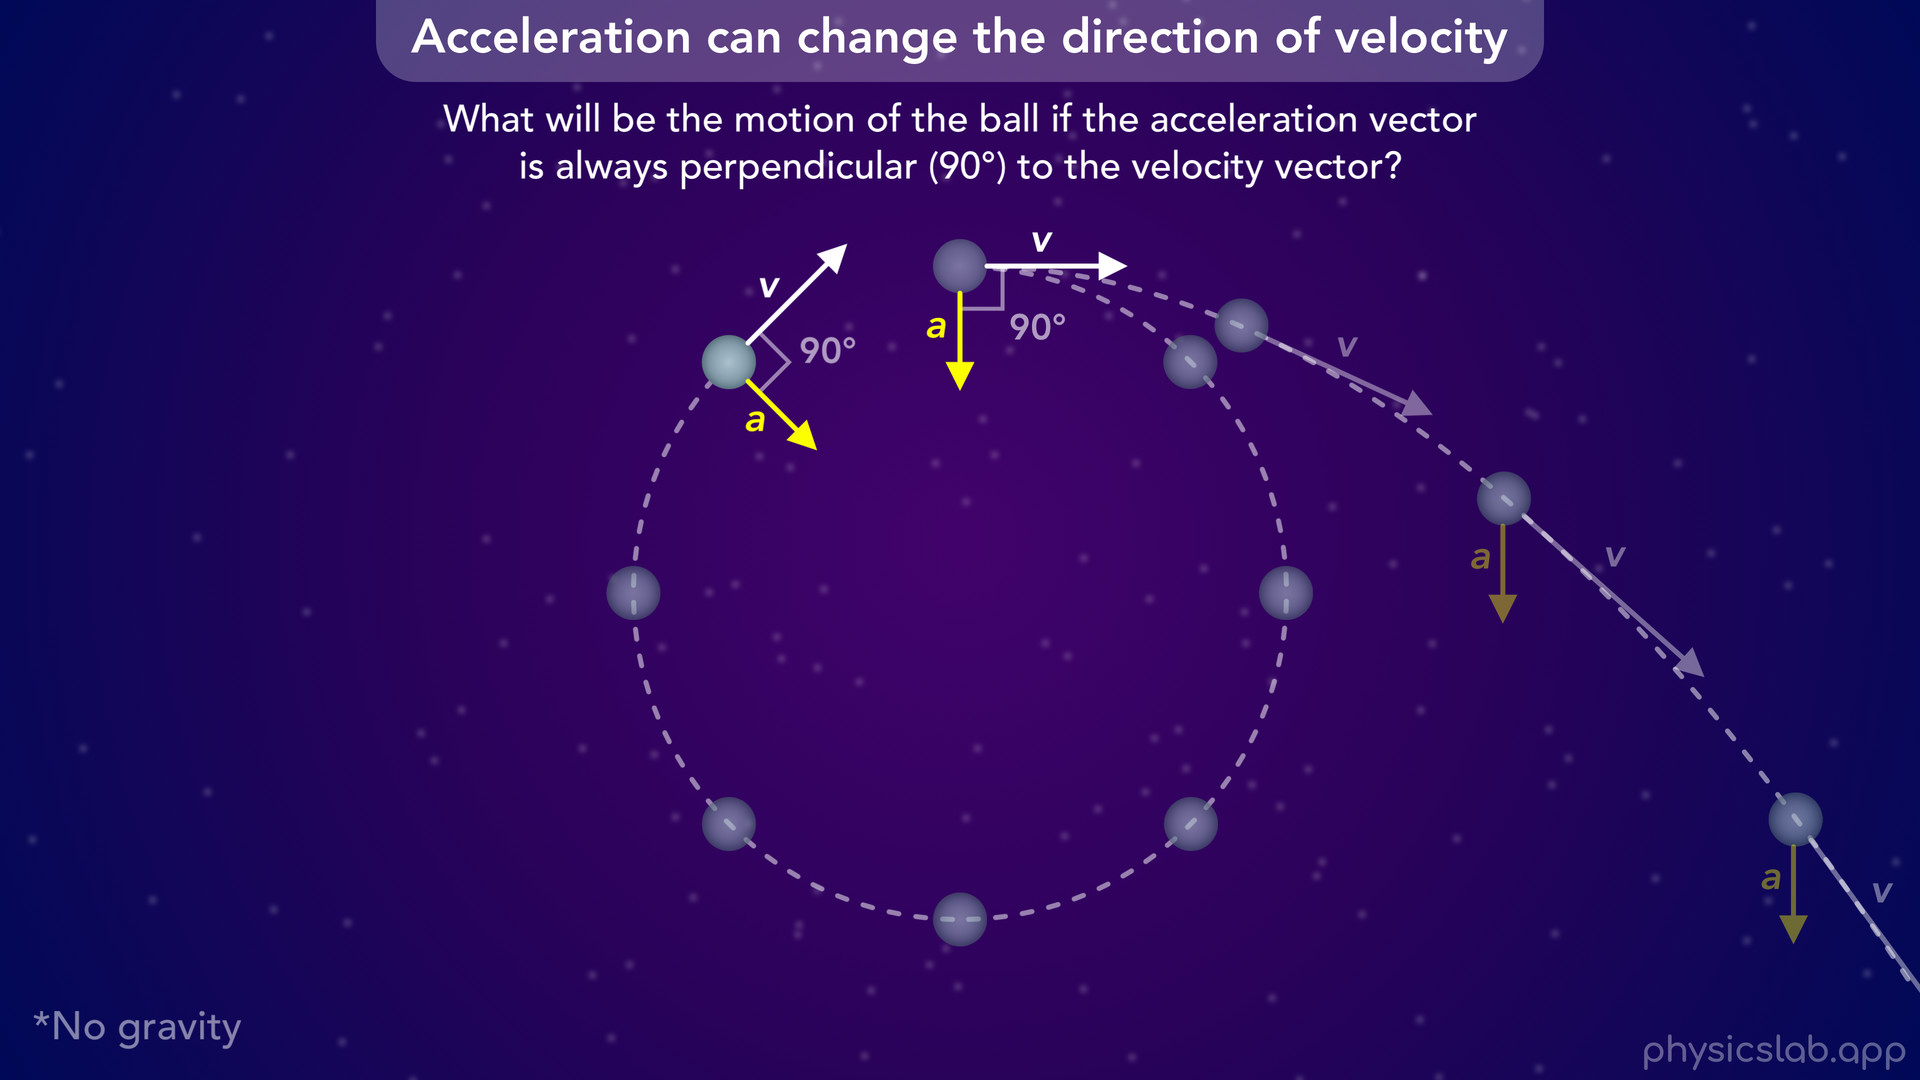 Acceleration can change the direction of velocity
What will be the motion of the ball if the acceleration vector
is always perpendicular (90°) to the velocity vector?
v
v
90°
a
v
a
90°
v
a
v
a
v
*No gravity
physicslab.app